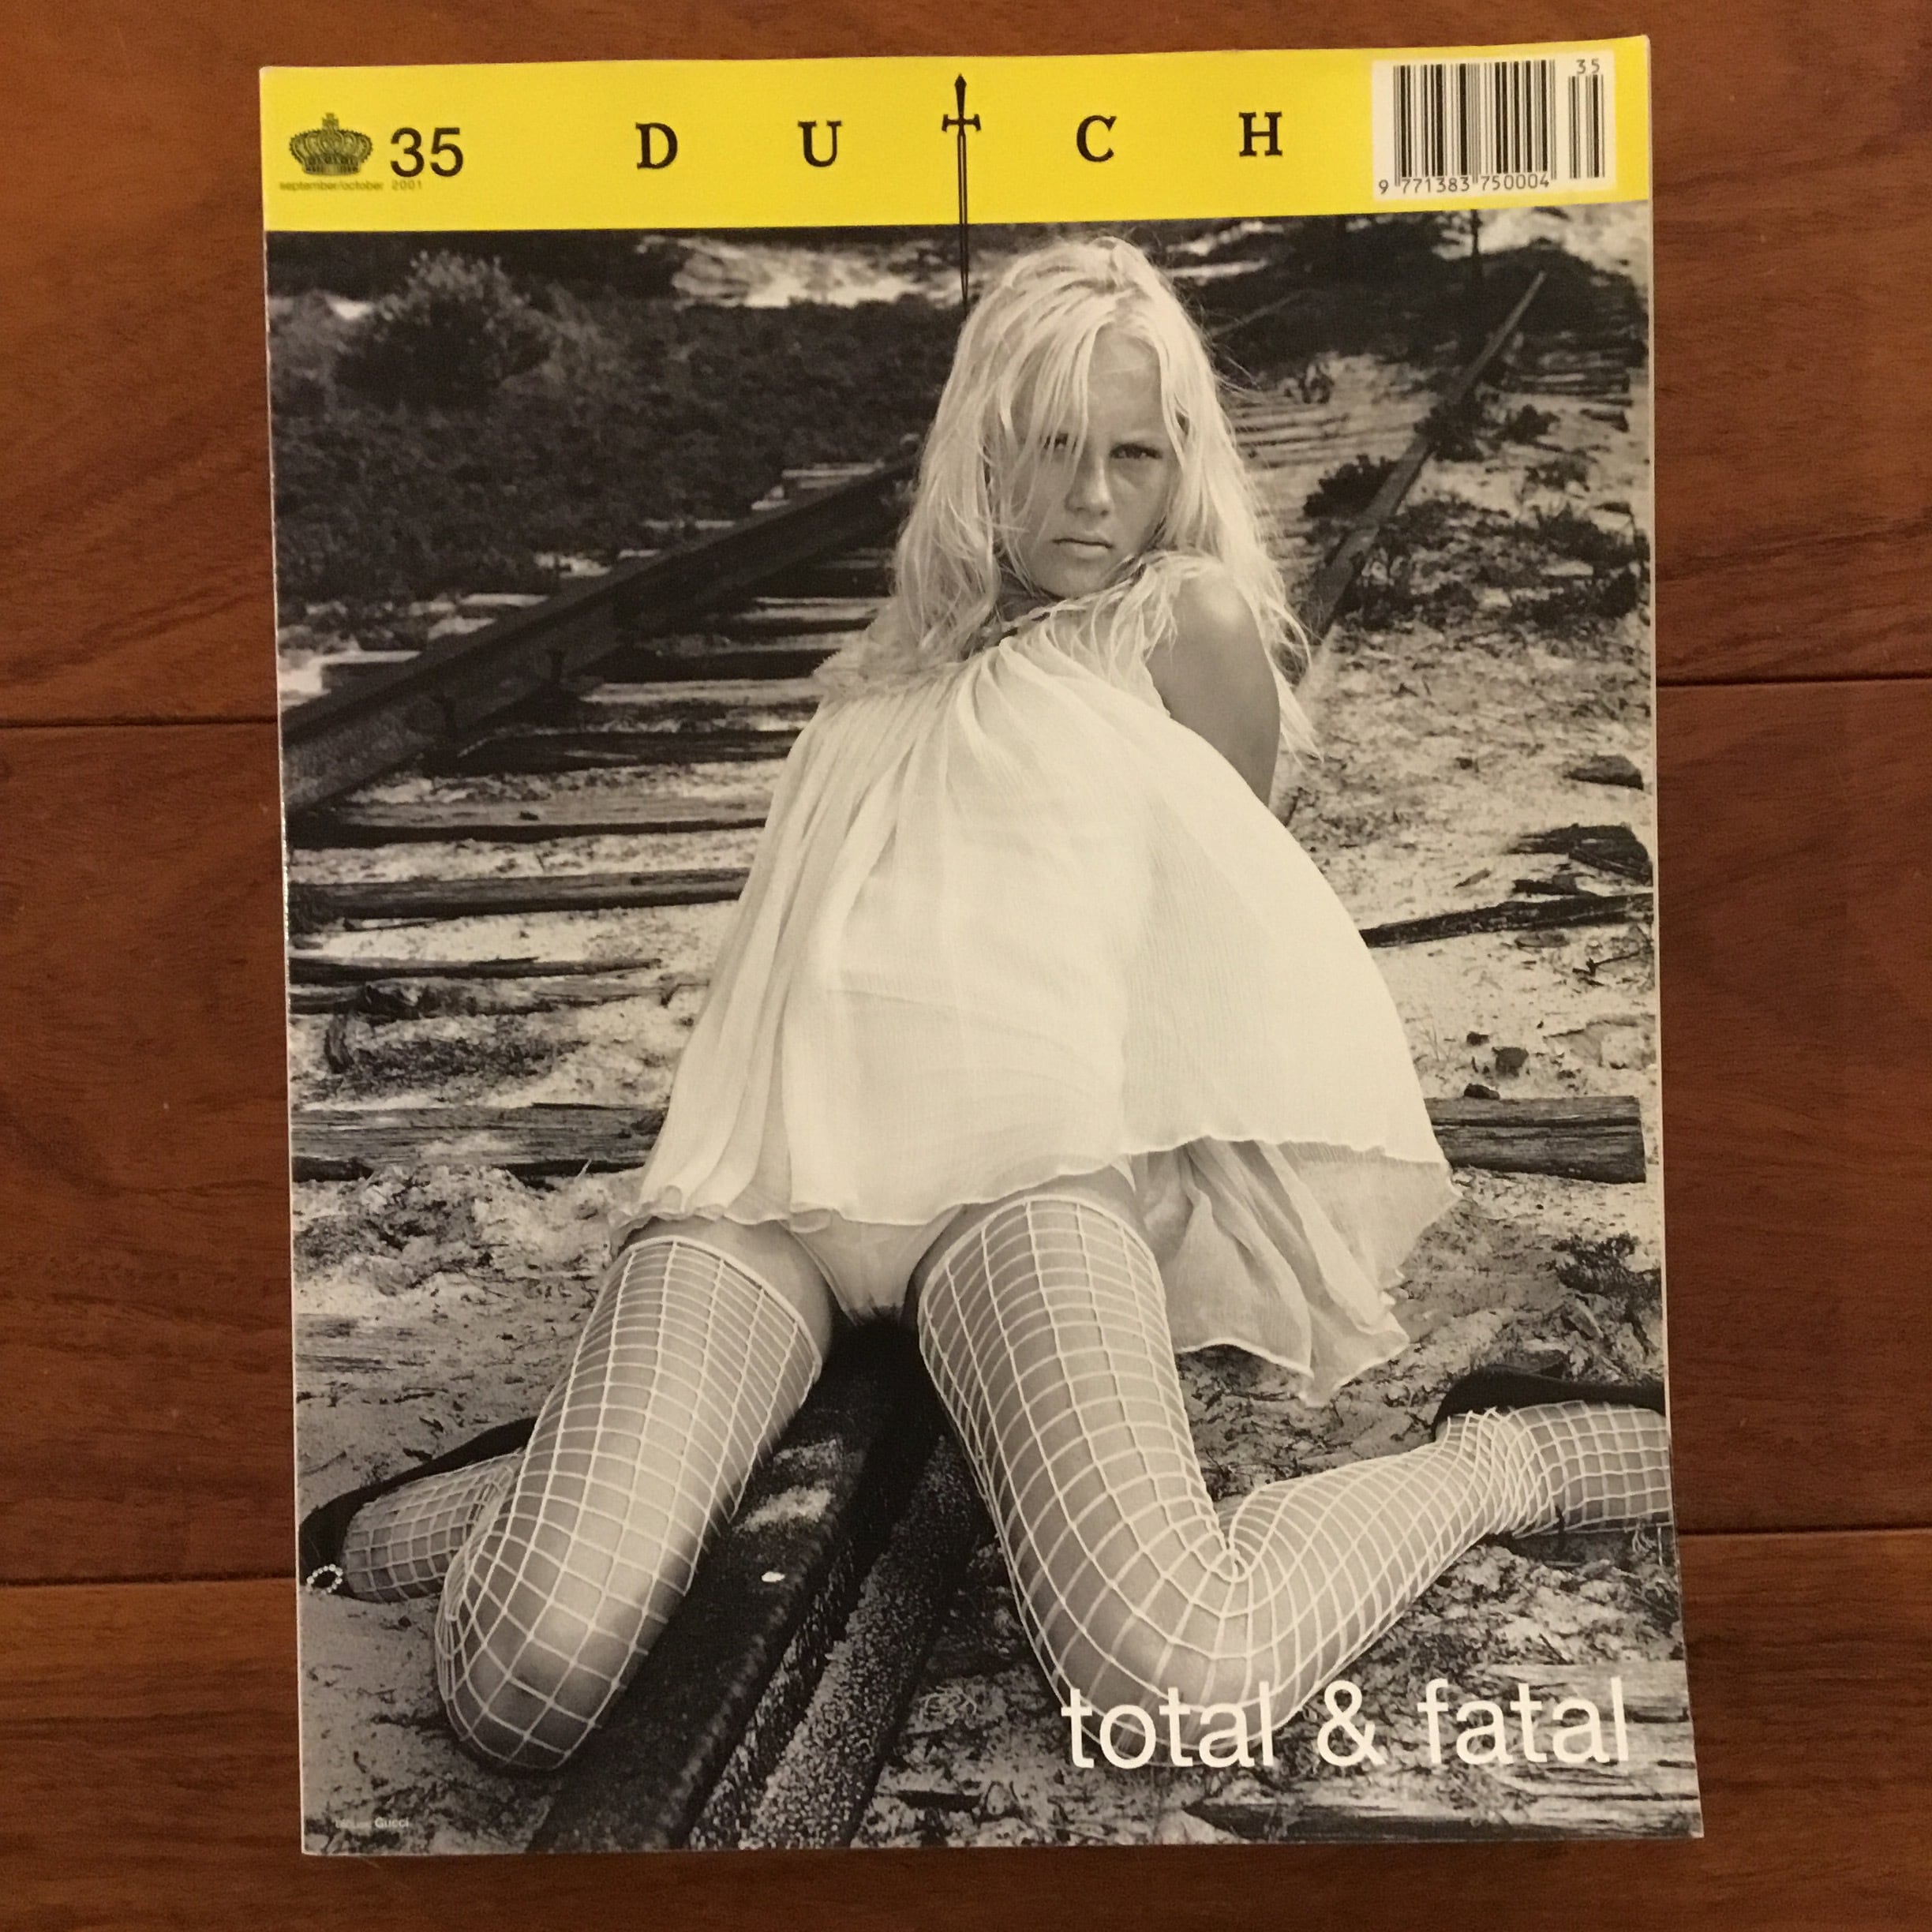 35
september/october 2001
D U T C H
35
9 771383 750004
total & fatal
Gucci